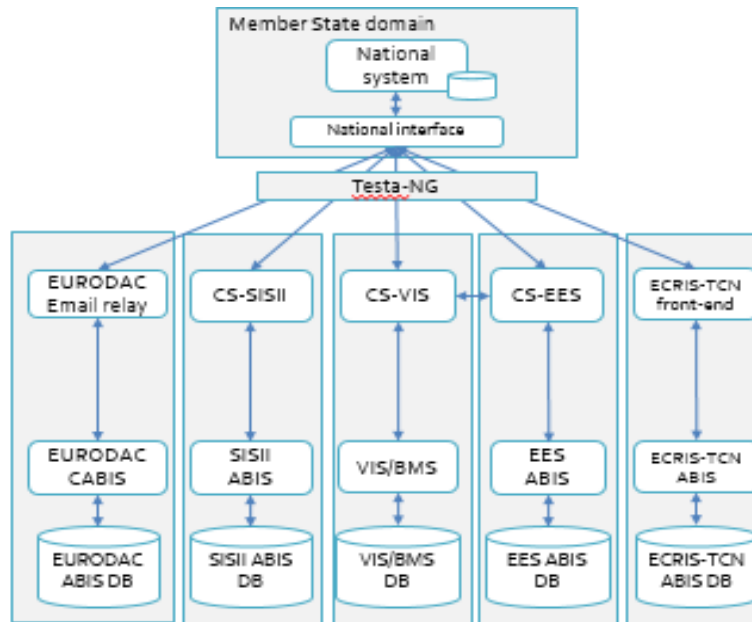 Member State domain
National
system
National interface
Testa-NG
EURODAC
Email relay
CS-SISII
CS-VIS
CS-EES
ECRIS-TCN
front-end
EURODAC
CABIS
SISII
ABIS
VIS/BMS
EES
ABIS
ECRIS-TCN
ABIS
EURODAC
ABIS DB
SISII ABIS
DB
VIS/BMS
DB
EES ABIS
DB
ECRIS-TCN
ABIS DB